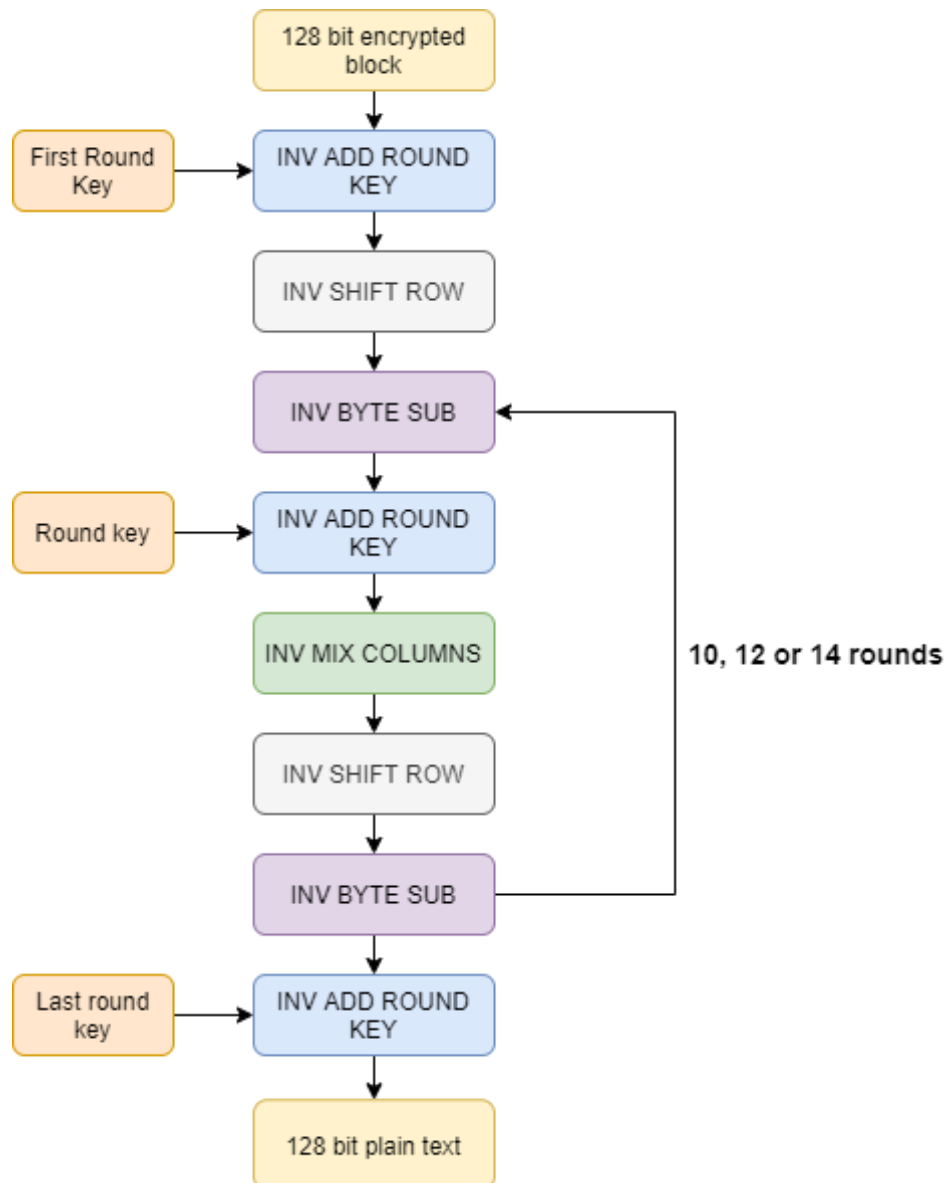 128 bit encrypted
block
First Round
Key
INV ADD ROUND
KEY
INV SHIFT ROW
INV BYTE SUB
Round key
INV ADD ROUND
KEY
INV MIX COLUMNS
10, 12 or 14 rounds
INV SHIFT ROW
INV BYTE SUB
Last round
key
INV ADD ROUND
KEY
128 bit plain text